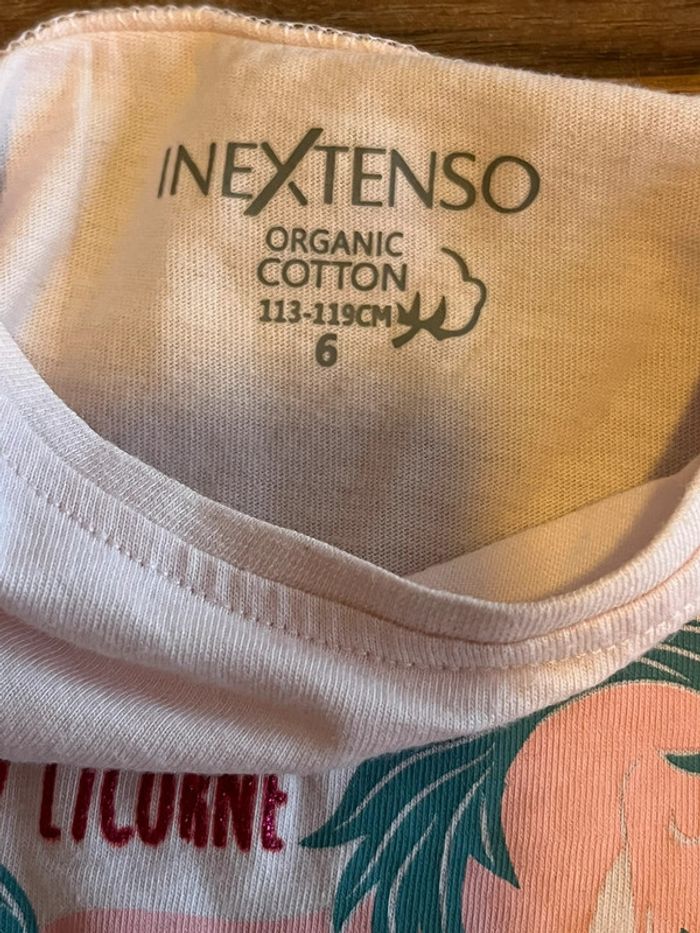 INEXTENSO
ORGANIC
COTTON
113-119CM
6
LICORNE